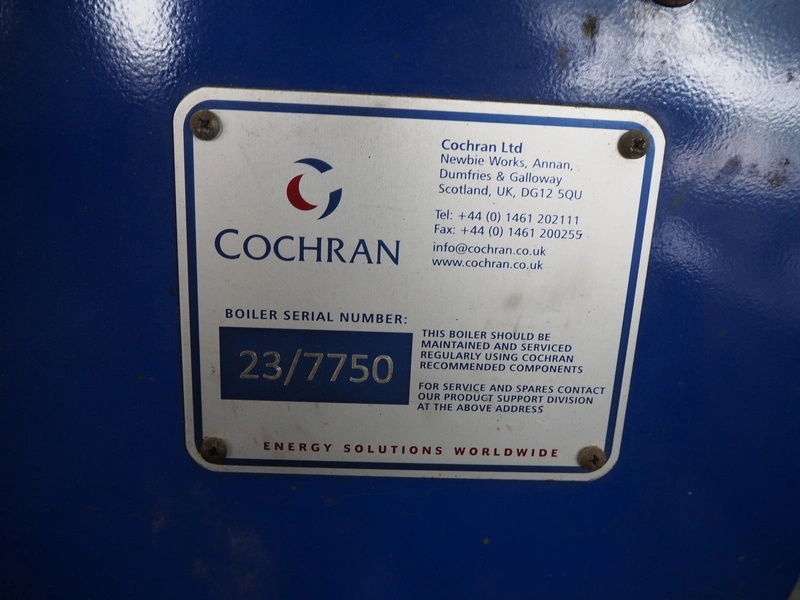 COCHRAN
Cochran Ltd
Newbie Works, Annan,
Dumfries & Galloway
Scotland, UK, DG12 5QU
Tel: +44 (0) 1461 202111
Fax: +44 (0) 1461 200255
info@cochran.co.uk
www.cochran.co.uk
BOILER SERIAL NUMBER:
23/7750
THIS BOILER SHOULD BE
MAINTAINED AND SERVICED
REGULARLY USING COCHRAN
RECOMMENDED COMPONENTS
FOR SERVICE AND SPARES CONTACT
OUR PRODUCT SUPPORT DIVISION
AT THE ABOVE ADDRESS
ENERGY SOLUTIONS WORLDWIDE